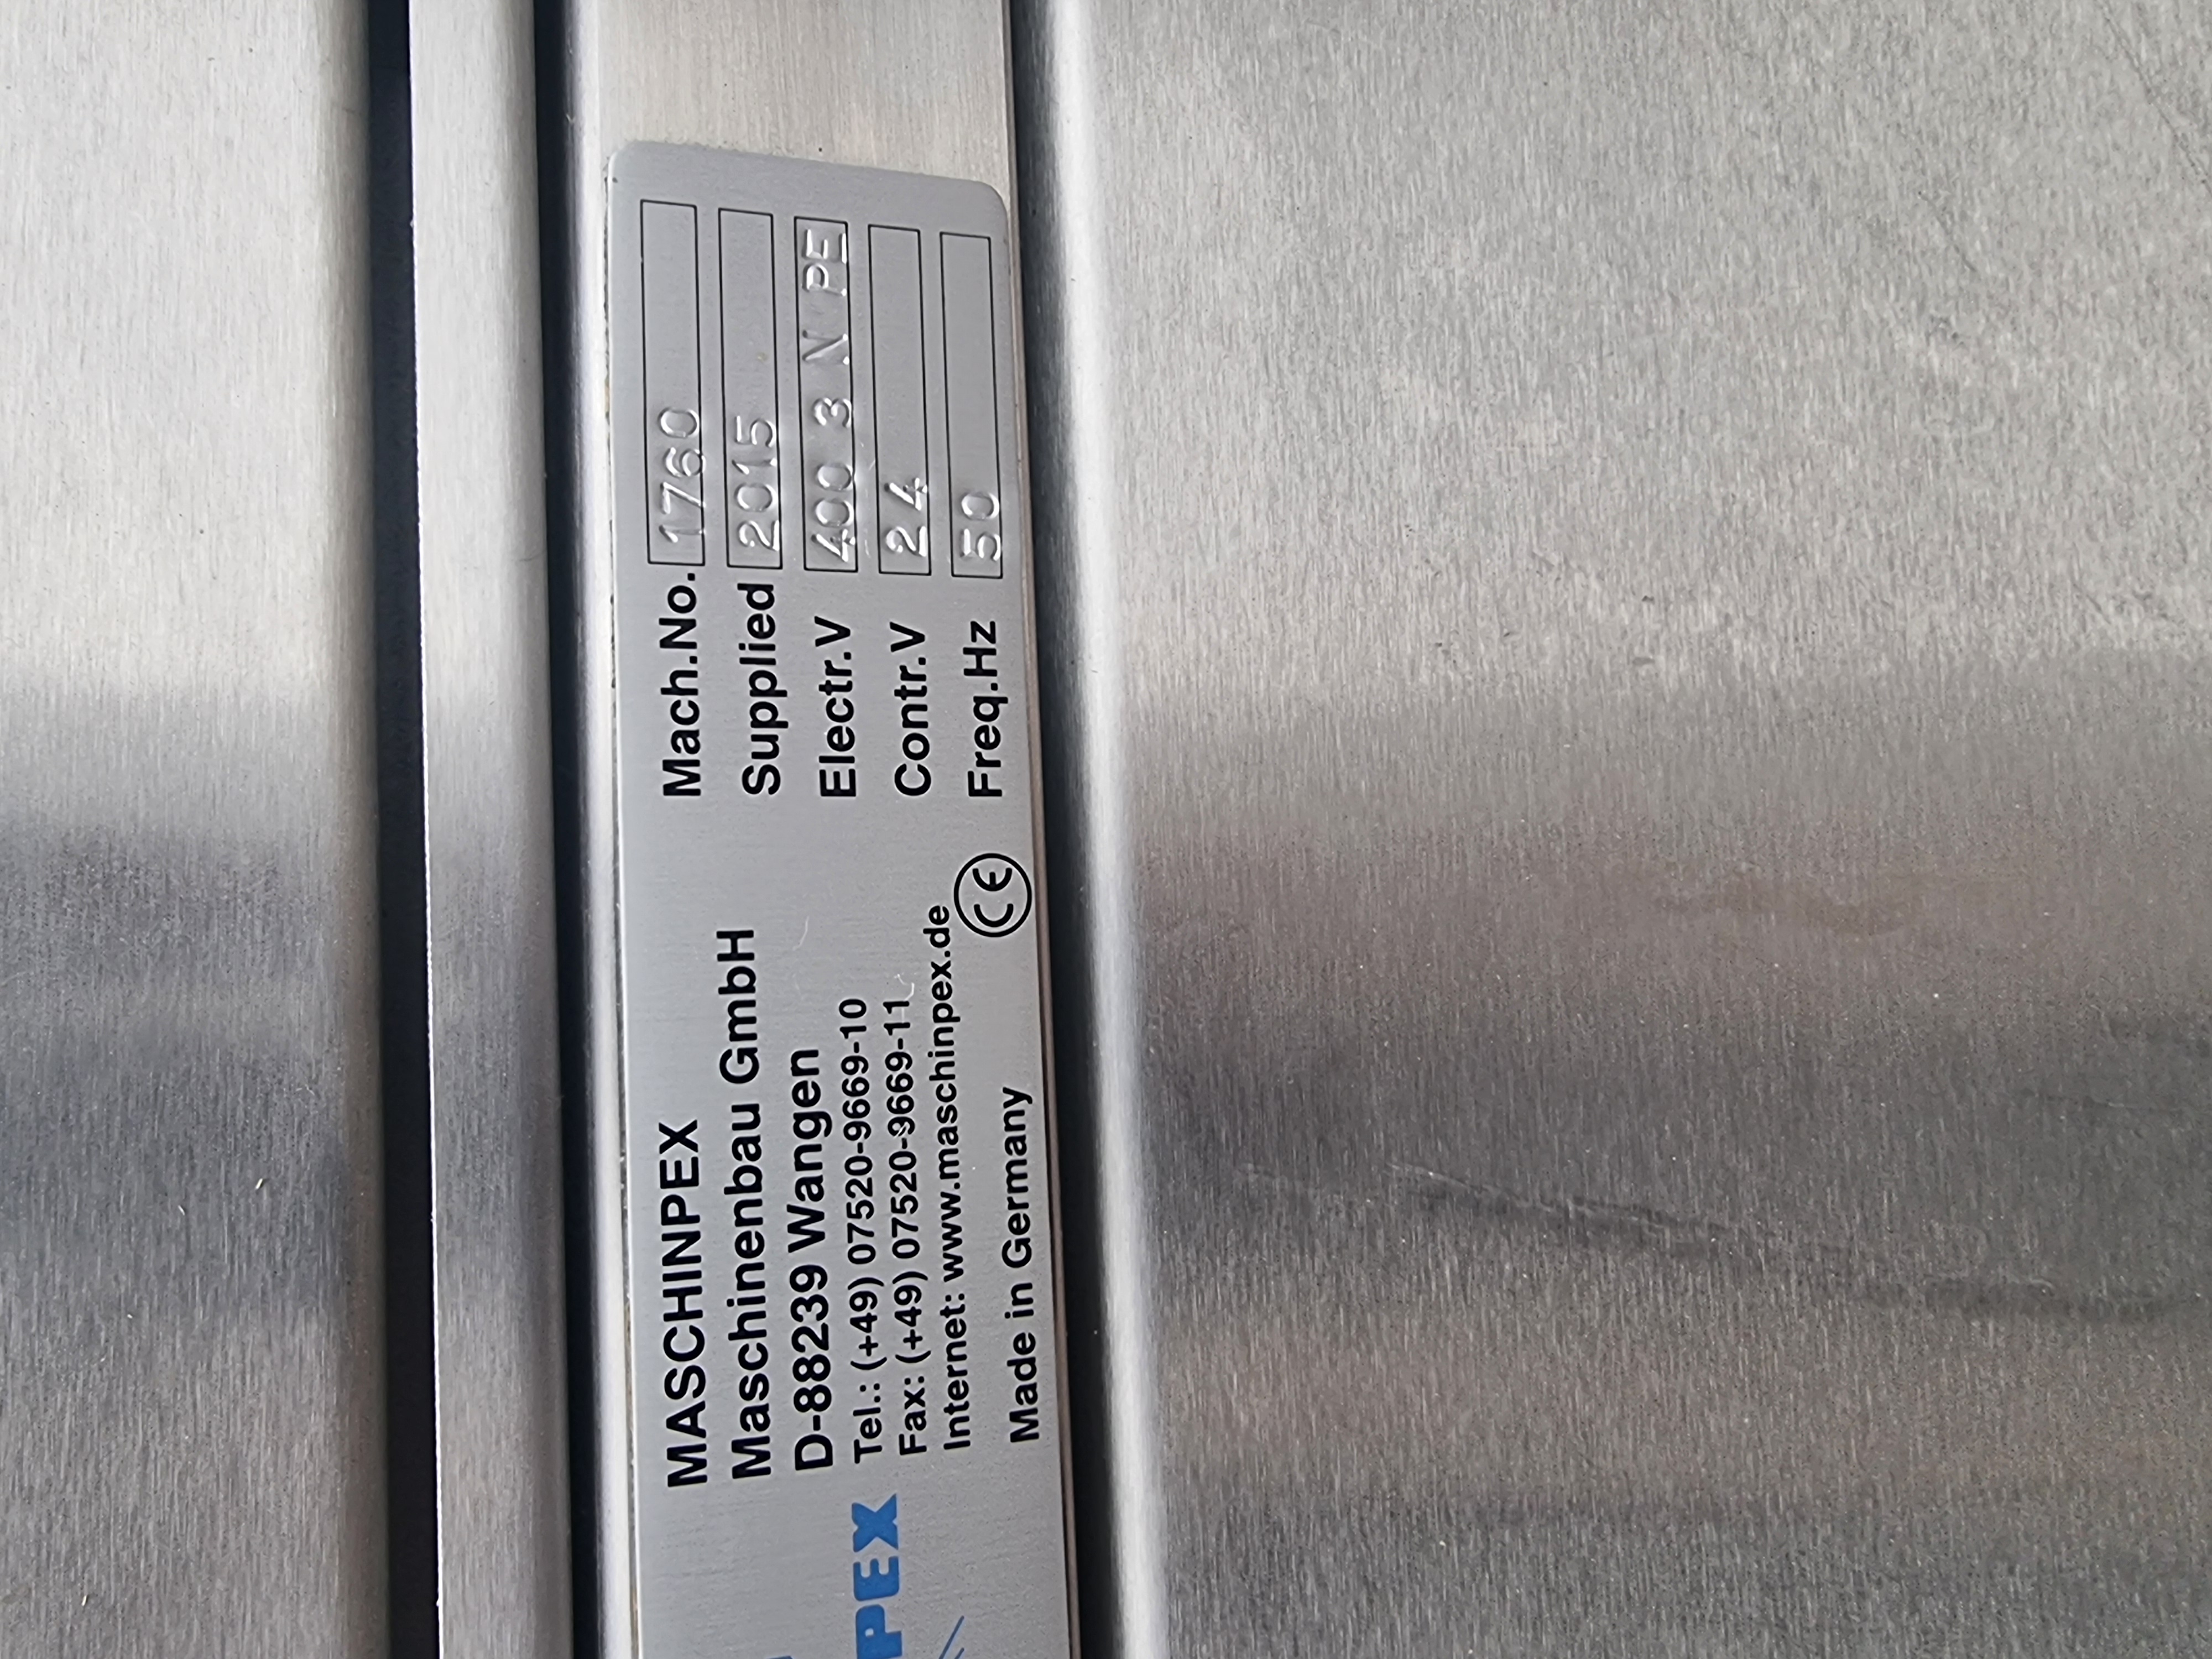 PEX
MASCHINPEX
Maschinenbau GmbH
D-88239 Wangen
Tel.: (+49) 07520-9669-10
Fax: (+49) 07520-9669-11
Internet: www.maschinpex.de
Made in Germany
CE
Mach.No. 1760
Supplied 2015
Electr.V 400 3 N PE
Contr.V 24
Freq.Hz 50